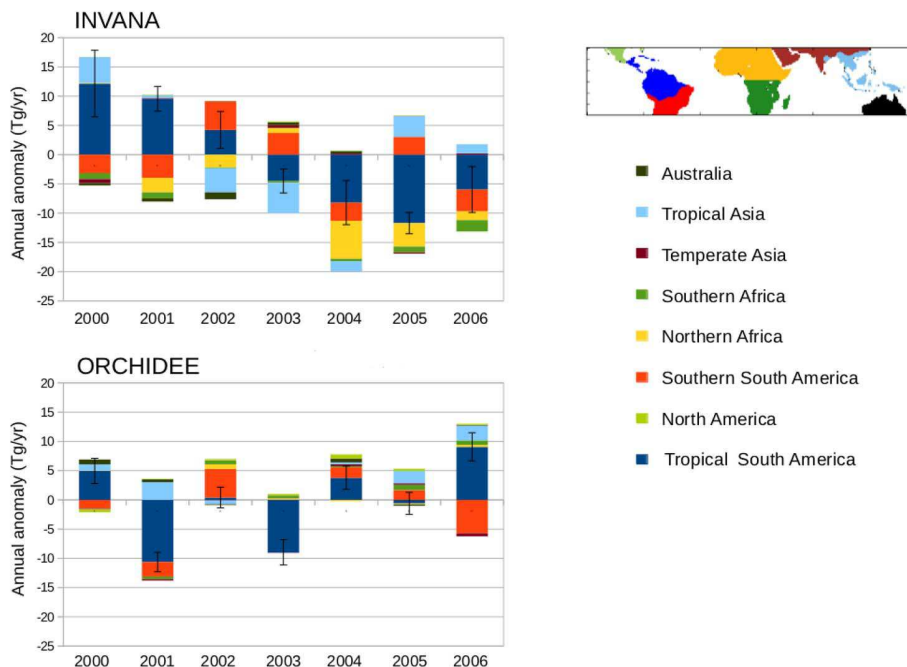 INVANA
Annual anomaly (Tg/yr)
20
15
10
5
0
-5
-10
-15
-20
-25
2000 2001 2002 2003 2004 2005 2006
ORCHIDEE
Annual anomaly (Tg/yr)
20
15
10
5
0
-5
-10
-15
-20
-25
2000 2001 2002 2003 2004 2005 2006
Australia
Tropical Asia
Temperate Asia
Southern Africa
Northern Africa
Southern South America
North America
Tropical South America